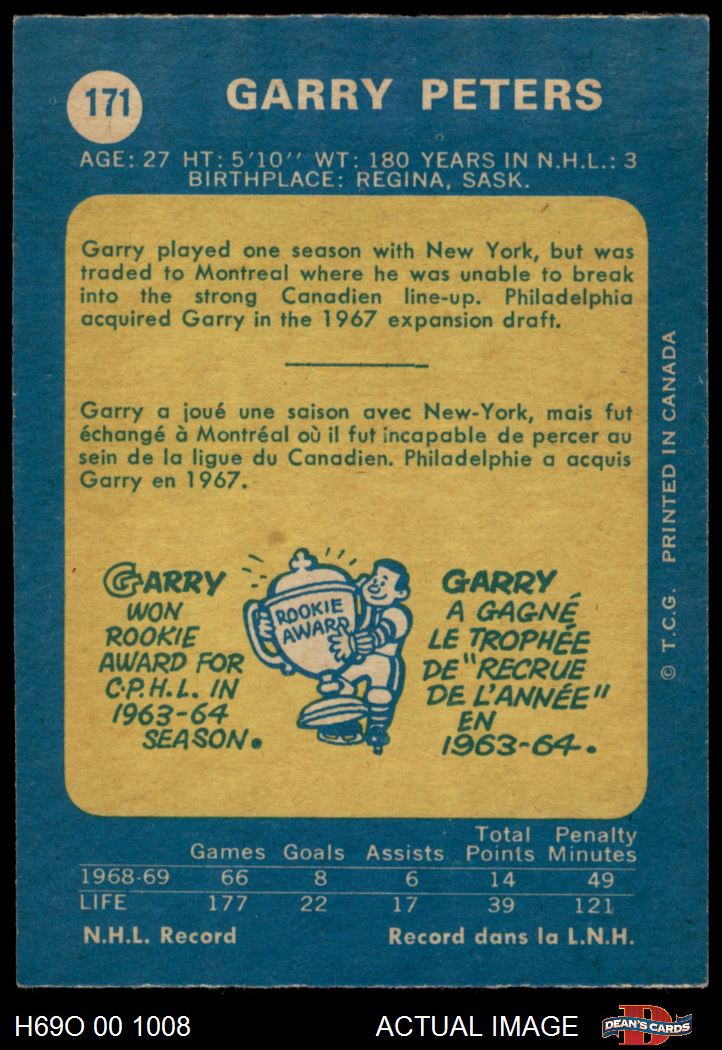 171
GARRY PETERS
AGE: 27 HT: 5'10'' WT: 180 YEARS IN N.H.L.: 3
BIRTHPLACE: REGINA, SASK.
Garry played one season with New York, but was
traded to Montreal where he was unable to break
into the strong Canadien line-up. Philadelphia
acquired Garry in the 1967 expansion draft.
Garry a joué une saison avec New-York, mais fut
échangé à Montréal où il fut incapable de percer au
sein de la ligue du Canadien. Philadelphie a acquis
Garry en 1967.
GARRY
WON
ROOKIE
AWARD FOR
C.P.H.L. IN
1963-64
SEASON.
ROOKIE
AWARD
GARRY
A GAGNÉ
LE TROPHÉE
DE "RECRUE
DE L'ANNÉE"
EN
1963-64.
© T.C.G. PRINTED IN CANADA
Games Goals Assists Total Points Penalty Minutes
1968-69 66 8 6 14 49
LIFE 177 22 17 39 121
N.H.L. Record Record dans la L.N.H.
H69O 00 1008 ACTUAL IMAGE
D
DEAN'S CARDS